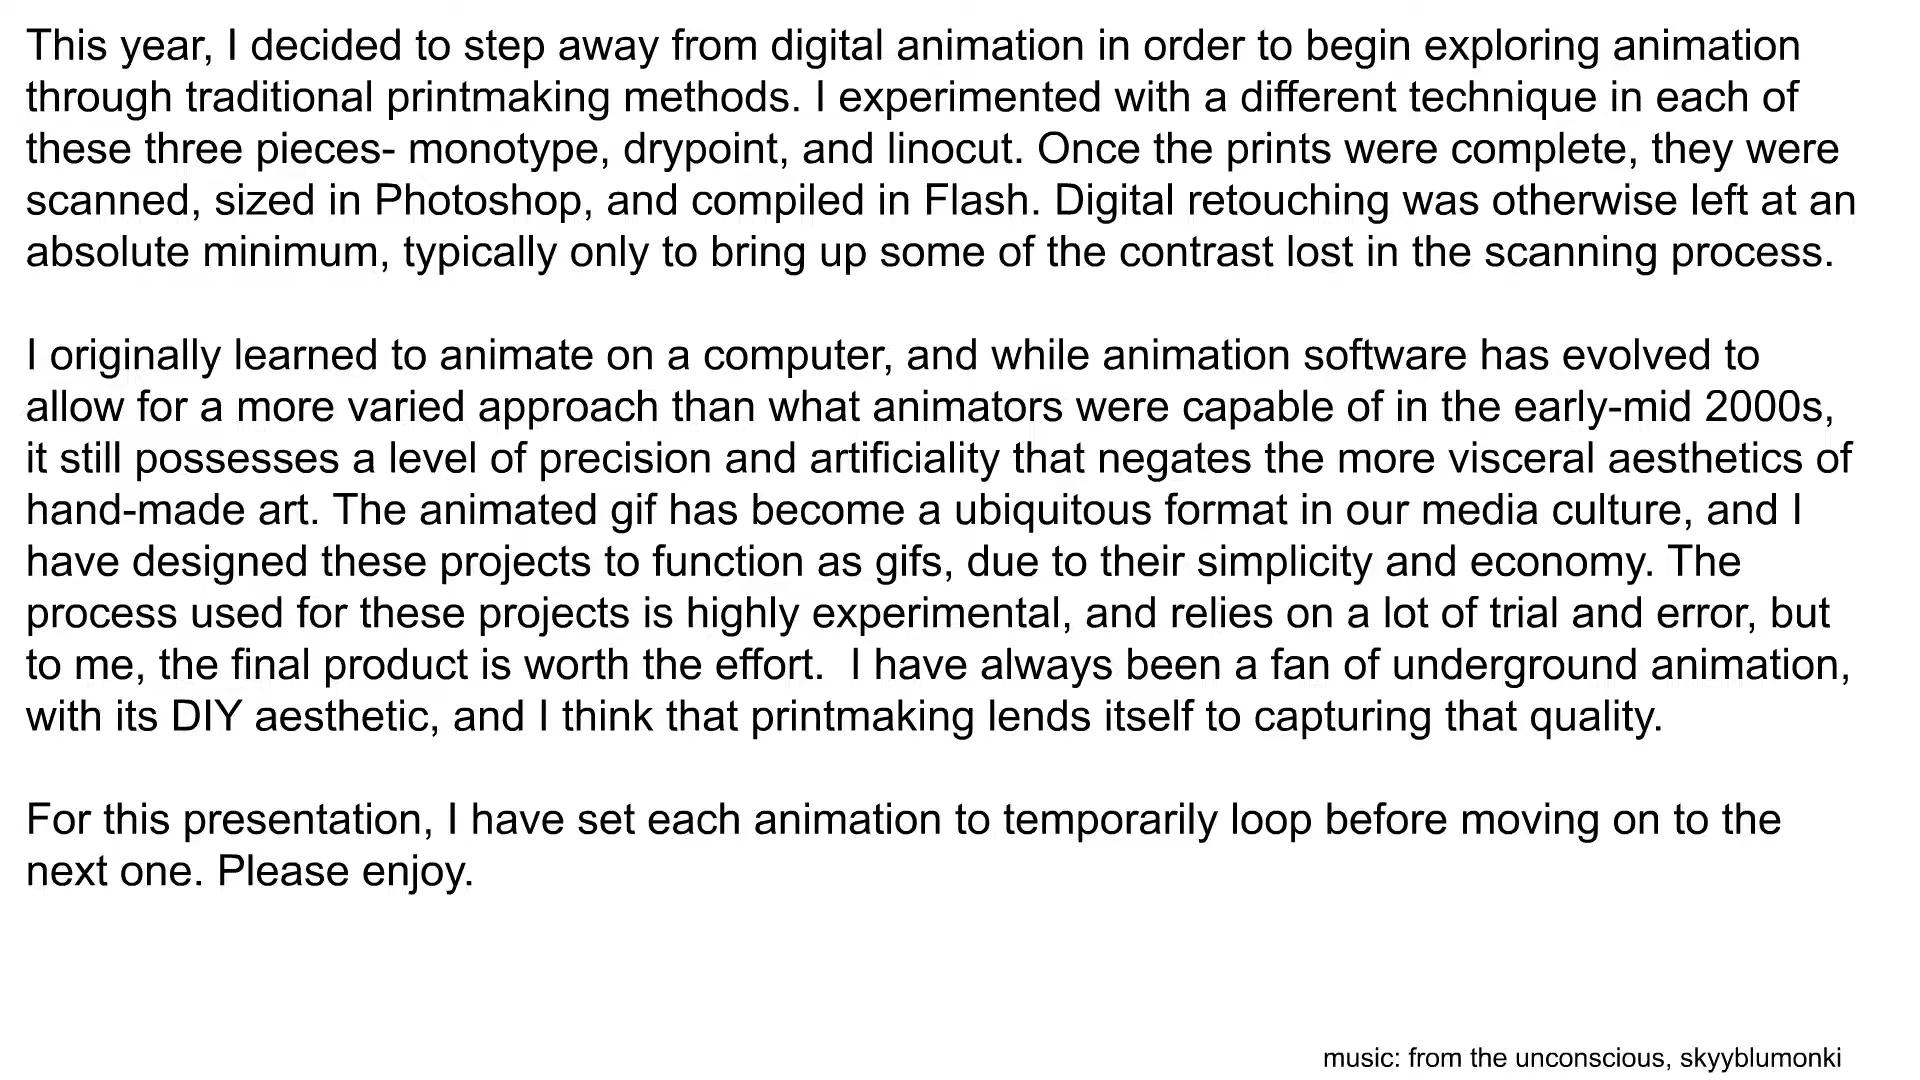 This year, I decided to step away from digital animation in order to begin exploring animation
through traditional printmaking methods. I experimented with a different technique in each of
these three pieces- monotype, drypoint, and linocut. Once the prints were complete, they were
scanned, sized in Photoshop, and compiled in Flash. Digital retouching was otherwise left at an
absolute minimum, typically only to bring up some of the contrast lost in the scanning process.
I originally learned to animate on a computer, and while animation software has evolved to
allow for a more varied approach than what animators were capable of in the early-mid 2000s,
it still possesses a level of precision and artificiality that negates the more visceral aesthetics of
hand-made art. The animated gif has become a ubiquitous format in our media culture, and I
have designed these projects to function as gifs, due to their simplicity and economy. The
process used for these projects is highly experimental, and relies on a lot of trial and error, but
to me, the final product is worth the effort.  I have always been a fan of underground animation,
with its DIY aesthetic, and I think that printmaking lends itself to capturing that quality.
For this presentation, I have set each animation to temporarily loop before moving on to the
next one. Please enjoy.
music: from the unconscious, skyyblumonki